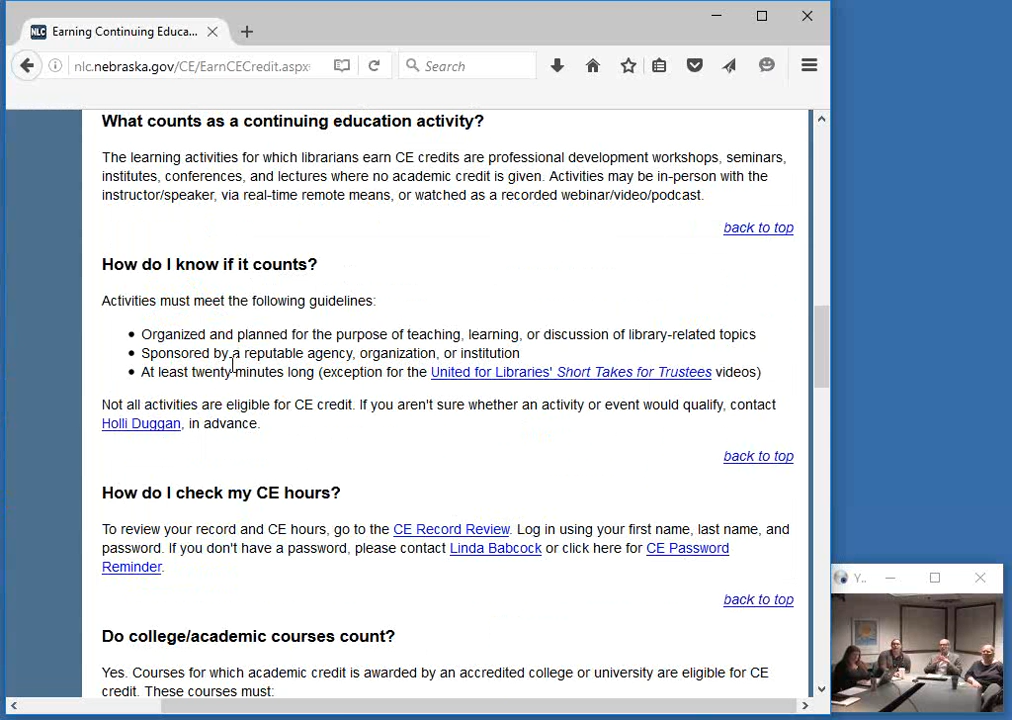 NLC Earning Continuing Educa...
nlc.nebraska.gov/CE/EarnCECredit.aspx
Search
What counts as a continuing education activity?
The learning activities for which librarians earn CE credits are professional development workshops, seminars,
institutes, conferences, and lectures where no academic credit is given. Activities may be in-person with the
instructor/speaker, via real-time remote means, or watched as a recorded webinar/video/podcast.
back to top
How do I know if it counts?
Activities must meet the following guidelines:
• Organized and planned for the purpose of teaching, learning, or discussion of library-related topics
• Sponsored by a reputable agency, organization, or institution
• At least twenty minutes long (exception for the United for Libraries' Short Takes for Trustees videos)
Not all activities are eligible for CE credit. If you aren't sure whether an activity or event would qualify, contact
Holli Duggan, in advance.
back to top
How do I check my CE hours?
To review your record and CE hours, go to the CE Record Review. Log in using your first name, last name, and
password. If you don't have a password, please contact Linda Babcock or click here for CE Password
Reminder.
Y..
back to top
Do college/academic courses count?
Yes. Courses for which academic credit is awarded by an accredited college or university are eligible for CE
credit. These courses must: